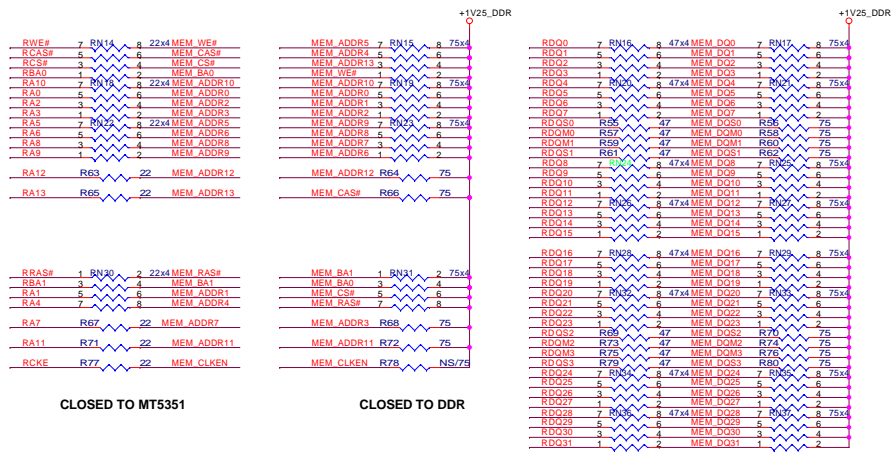 +1V25_DDR +1V25_DDR
RWE# 7 RN14 8 22x4 MEM_WE#
RCAS# 5 6 MEM_CAS#
RCS# 3 4 MEM_CS#
RBA0 1 2 MEM_BA0
RA10 7 RN18 8 22x4 MEM_ADDR10
RA0 5 6 MEM_ADDR0
RA2 3 4 MEM_ADDR2
RA3 1 2 MEM_ADDR3
RA5 7 RN22 8 22x4 MEM_ADDR5
RA6 5 6 MEM_ADDR6
RA8 3 4 MEM_ADDR8
RA9 1 2 MEM_ADDR9
RA12 R63 22 MEM_ADDR12
RA13 R65 22 MEM_ADDR13
RRAS# 1 RN30 2 22x4 MEM_RAS#
RBA1 3 4 MEM_BA1
RA1 5 6 MEM_ADDR1
RA4 7 8 MEM_ADDR4
RA7 R67 22 MEM_ADDR7
RA11 R71 22 MEM_ADDR11
RCKE R77 22 MEM_CLKEN
CLOSED TO MT5351
MEM_ADDR5 7 RN15 8 75x4
MEM_ADDR4 5 6
MEM_ADDR13 3 4
MEM_WE# 1 2
MEM_ADDR10 7 RN19 8 75x4
MEM_ADDR0 5 6
MEM_ADDR1 3 4
MEM_ADDR2 1 2
MEM_ADDR9 7 RN23 8 75x4
MEM_ADDR8 5 6
MEM_ADDR7 3 4
MEM_ADDR6 1 2
MEM_ADDR12 R64 75
MEM_CAS# R66 75
MEM_BA1 1 RN31 2 75x4
MEM_BA0 3 4
MEM_CS# 5 6
MEM_RAS# 7 8
MEM_ADDR3 R68 75
MEM_ADDR11 R72 75
MEM_CLKEN R78 NS/75
CLOSED TO DDR
RDQ0 7 RN16 8 47x4 MEM_DQ0 7 RN17 8 75x4
RDQ1 5 6 MEM_DQ1 5 6
RDQ2 3 4 MEM_DQ2 3 4
RDQ3 1 2 MEM_DQ3 1 2
RDQ4 7 RN20 8 47x4 MEM_DQ4 7 RN21 8 75x4
RDQ5 5 6 MEM_DQ5 5 6
RDQ6 3 4 MEM_DQ6 3 4
RDQ7 1 2 MEM_DQ7 1 2
RDQS0 R55 47 MEM_DQS0 R56 75
RDQM0 R57 47 MEM_DQM0 R58 75
RDQM1 R59 47 MEM_DQM1 R60 75
RDQS1 R61 47 MEM_DQS1 R62 75
RDQ8 7 RN24 8 47x4 MEM_DQ8 7 RN25 8 75x4
RDQ9 5 6 MEM_DQ9 5 6
RDQ10 3 4 MEM_DQ10 3 4
RDQ11 1 2 MEM_DQ11 1 2
RDQ12 7 RN26 8 47x4 MEM_DQ12 7 RN27 8 75x4
RDQ13 5 6 MEM_DQ13 5 6
RDQ14 3 4 MEM_DQ14 3 4
RDQ15 1 2 MEM_DQ15 1 2
RDQ16 7 RN28 8 47x4 MEM_DQ16 7 RN29 8 75x4
RDQ17 5 6 MEM_DQ17 5 6
RDQ18 3 4 MEM_DQ18 3 4
RDQ19 1 2 MEM_DQ19 1 2
RDQ20 7 RN32 8 47x4 MEM_DQ20 7 RN33 8 75x4
RDQ21 5 6 MEM_DQ21 5 6
RDQ22 3 4 MEM_DQ22 3 4
RDQ23 1 2 MEM_DQ23 1 2
RDQS2 R69 47 MEM_DQS2 R70 75
RDQM2 R73 47 MEM_DQM2 R74 75
RDQM3 R75 47 MEM_DQM3 R76 75
RDQS3 R79 47 MEM_DQS3 R80 75
RDQ24 7 RN34 8 47x4 MEM_DQ24 7 RN35 8 75x4
RDQ25 5 6 MEM_DQ25 5 6
RDQ26 3 4 MEM_DQ26 3 4
RDQ27 1 2 MEM_DQ27 1 2
RDQ28 7 RN36 8 47x4 MEM_DQ28 7 RN37 8 75x4
RDQ29 5 6 MEM_DQ29 5 6
RDQ30 3 4 MEM_DQ30 3 4
RDQ31 1 2 MEM_DQ31 1 2